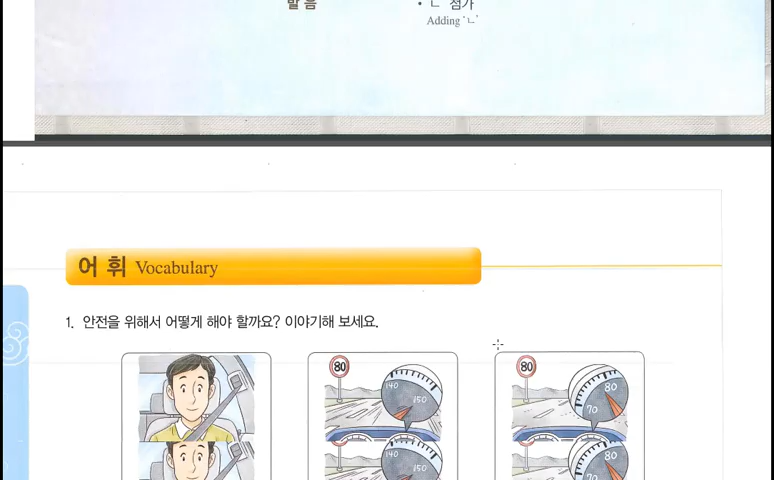 발음
• ㄴ 첨가
Adding 'ㄴ'
어휘 Vocabulary
1. 안전을 위해서 어떻게 해야 할까요? 이야기해 보세요.
80
140
150
80
80
70
140
150
80
70